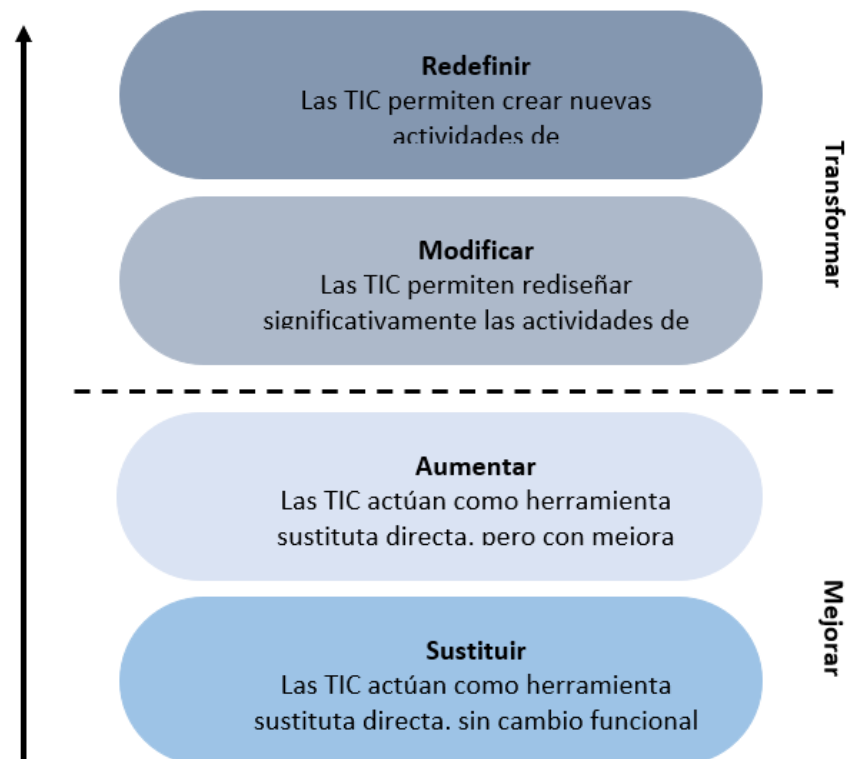 Redefinir
Las TIC permiten crear nuevas
actividades de
Transformar
Modificar
Las TIC permiten rediseñar
significativamente las actividades de
Aumentar
Las TIC actúan como herramienta
sustituta directa, pero con mejora
Mejorar
Sustituir
Las TIC actúan como herramienta
sustituta directa, sin cambio funcional